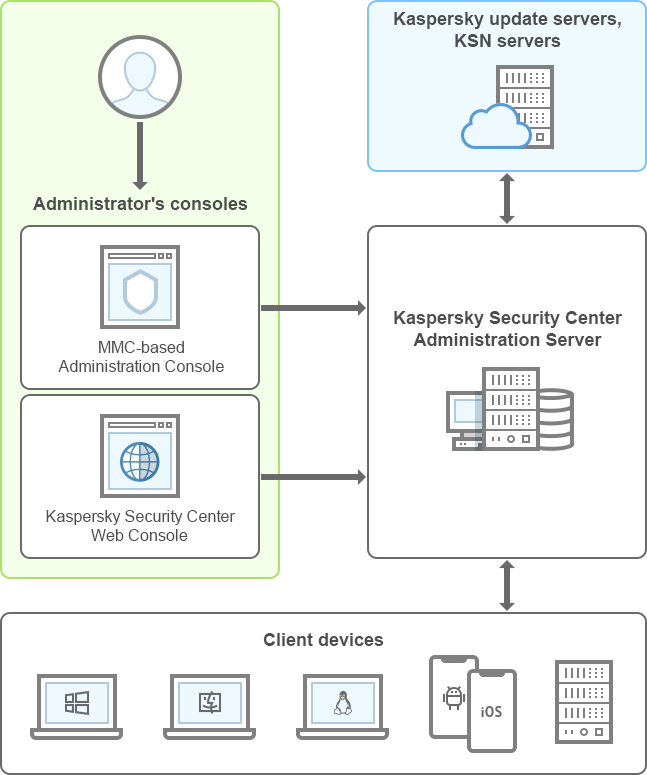 Kaspersky update servers,
KSN servers
Administrator's consoles
MMC-based
Administration Console
Kaspersky Security Center
Administration Server
Kaspersky Security Center
Web Console
Client devices
iOS